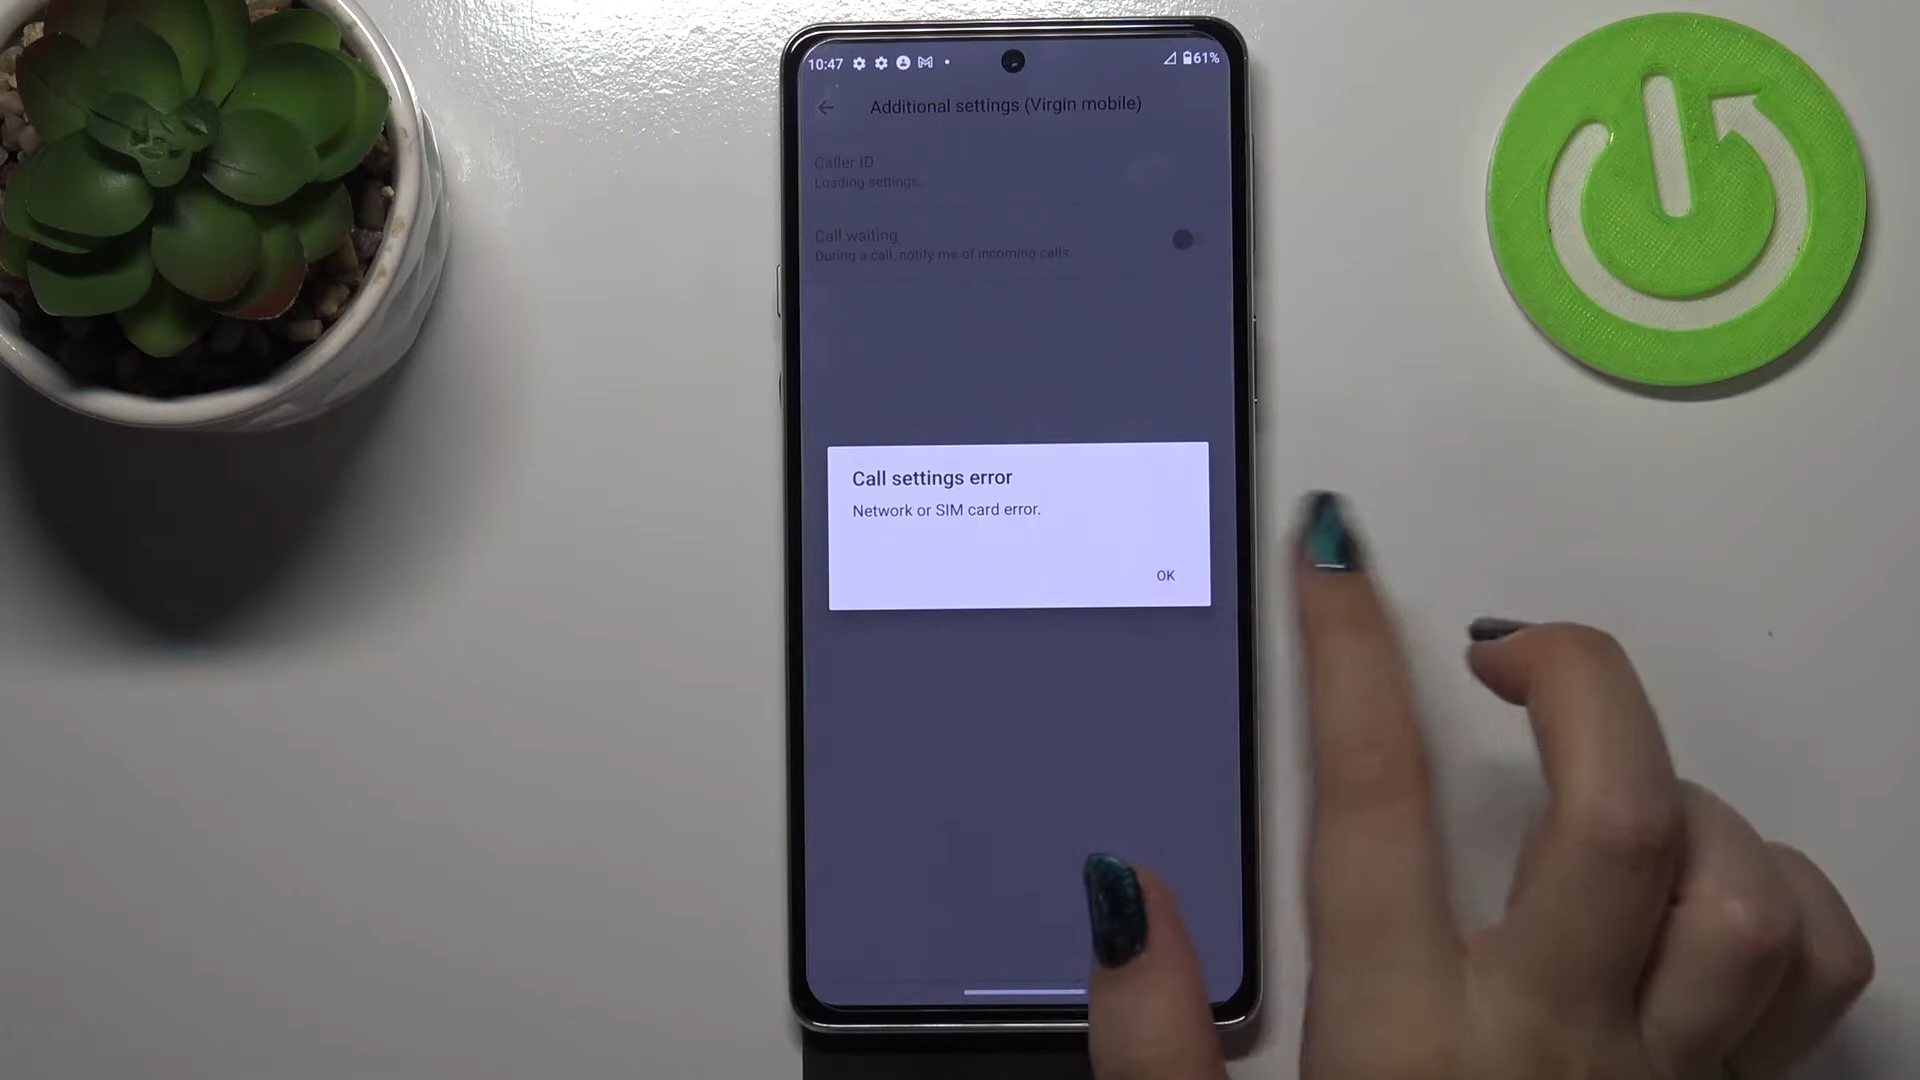 10:47
61%
Additional settings (Virgin mobile)
Caller ID
Loading settings...
Call waiting
During a call, notify me of incoming calls
Call settings error
Network or SIM card error.
OK